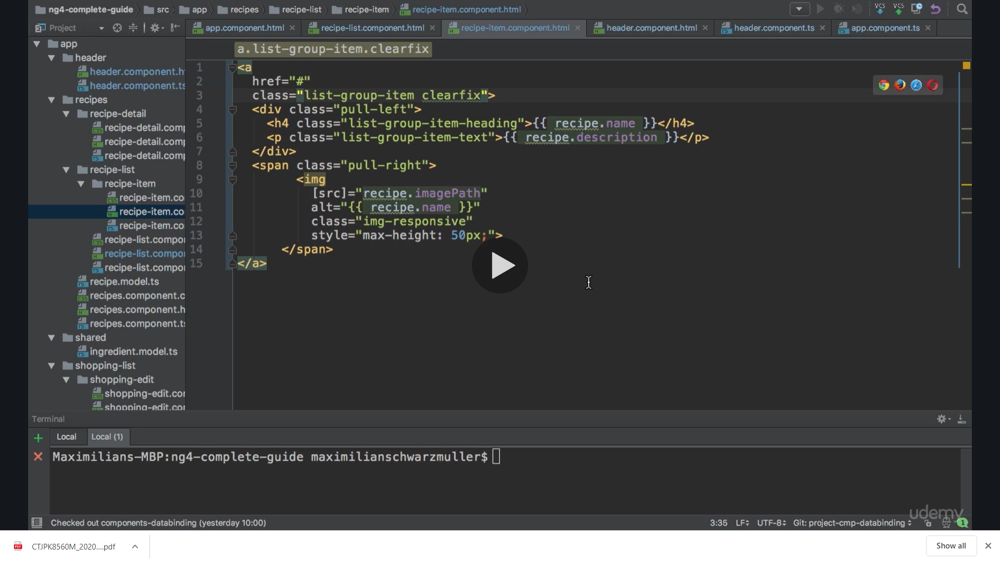 ng4-complete-guide src app recipes recipe-list recipe-item recipe-item.component.html
VCS VCS
Project
app.component.html recipe-list.component.html recipe-item.component.html header.component.html header.component.ts app.component.ts
app
header
header.component.h
header.component.ts
recipes
recipe-detail
recipe-detail.comp
recipe-detail.comp
recipe-detail.comp
recipe-list
recipe-item
recipe-item.co
recipe-item.co
recipe-item.co
recipe-list.compo
recipe-list.compo
recipe-list.compo
recipe.model.ts
recipes.component.c
recipes.component.h
recipes.component.ts
shared
ingredient.model.ts
shopping-list
shopping-edit
shopping-edit.cor
shopping-edit.cor
a.list-group-item.clearfix
1 <a
2 href="#"
3 class="list-group-item clearfix">
4 <div class="pull-left">
5 <h4 class="list-group-item-heading">{{ recipe.name }}</h4>
6 <p class="list-group-item-text">{{ recipe.description }}</p>
7 </div>
8 <span class="pull-right">
9 <img
10 [src]="recipe.imagePath"
11 alt="{{ recipe.name }}"
12 class="img-responsive"
13 style="max-height: 50px;">
14 </span>
15 </a>
Terminal
Local Local (1)
Maximilians-MBP:ng4-complete-guide maximilianschwarzmuller$
udemy
Checked out components-databinding (yesterday 10:00) 3:35 LF UTF-8 Git: project-cmp-databinding 1
PDF CTJPK8560M_2020....pdf Show all